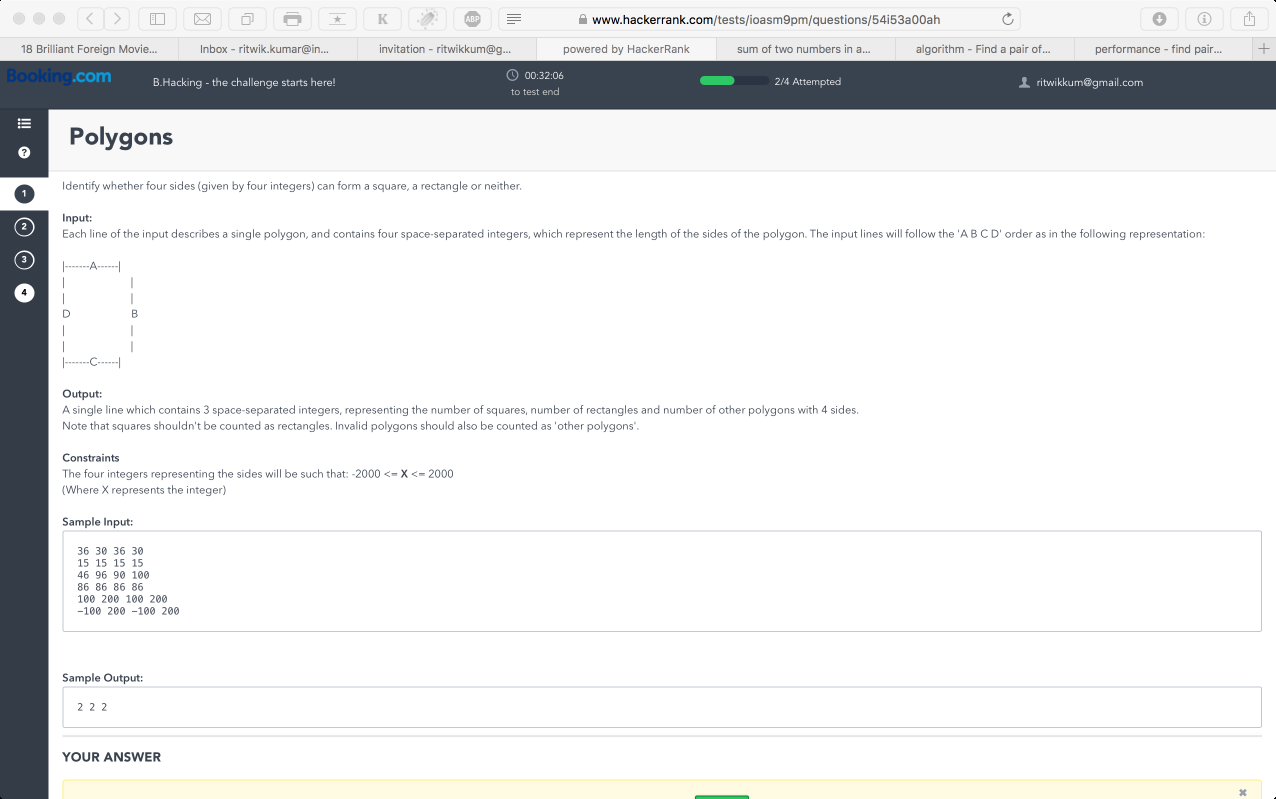 www.hackerrank.com/tests/ioasm9pm/questions/54i53a00ah
K
ABP
18 Brilliant Foreign Movie...
Inbox - ritwik.kumar@in...
invitation - ritwikkum@g...
powered by HackerRank
sum of two numbers in a...
algorithm - Find a pair of...
performance - find pair...
Booking.com
B.Hacking - the challenge starts here!
00:32:06
to test end
2/4 Attempted
ritwikkum@gmail.com
?
1
2
3
4
Polygons
Identify whether four sides (given by four integers) can form a square, a rectangle or neither.
Input:
Each line of the input describes a single polygon, and contains four space-separated integers, which represent the length of the sides of the polygon. The input lines will follow the 'A B C D' order as in the following representation:
|-------A------|
|                    |
|                    |
D                    B
|                    |
|                    |
|-------C------|
Output:
A single line which contains 3 space-separated integers, representing the number of squares, number of rectangles and number of other polygons with 4 sides.
Note that squares shouldn't be counted as rectangles. Invalid polygons should also be counted as 'other polygons'.
Constraints
The four integers representing the sides will be such that: -2000 <= X <= 2000
(Where X represents the integer)
Sample Input:
36 30 36 30
15 15 15 15
46 96 90 100
86 86 86 86
100 200 100 200
-100 200 -100 200
Sample Output:
2 2 2
YOUR ANSWER